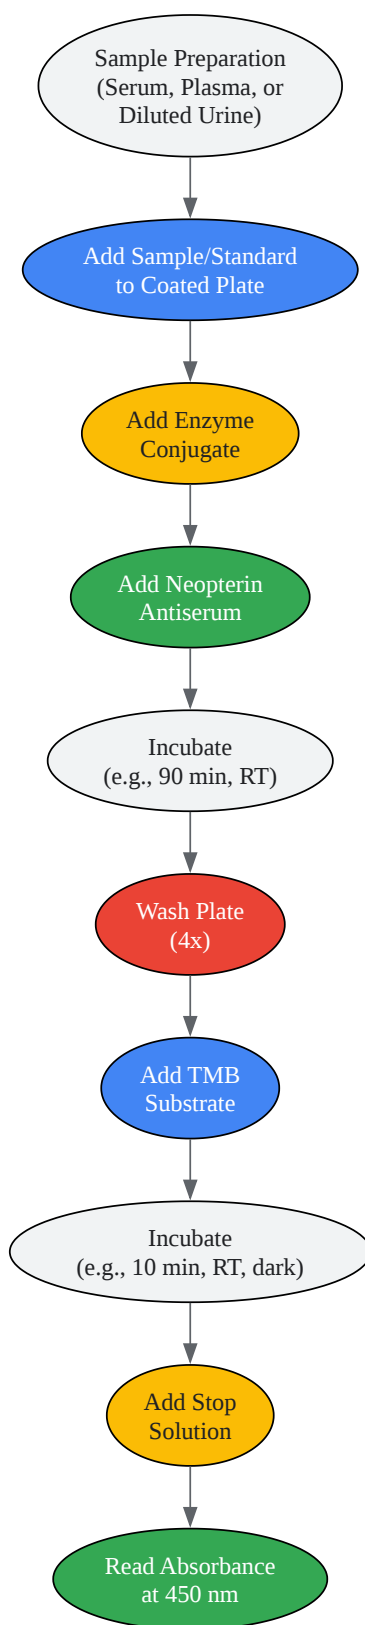 Sample Preparation
(Serum, Plasma, or
Diluted Urine)
Add Sample/Standard
to Coated Plate
Add Enzyme
Conjugate
Add Neopterin
Antiserum
Incubate
(e.g., 90 min, RT)
Wash Plate
(4x)
Add TMB
Substrate
Incubate
(e.g., 10 min, RT, dark)
Add Stop
Solution
Read Absorbance
at 450 nm